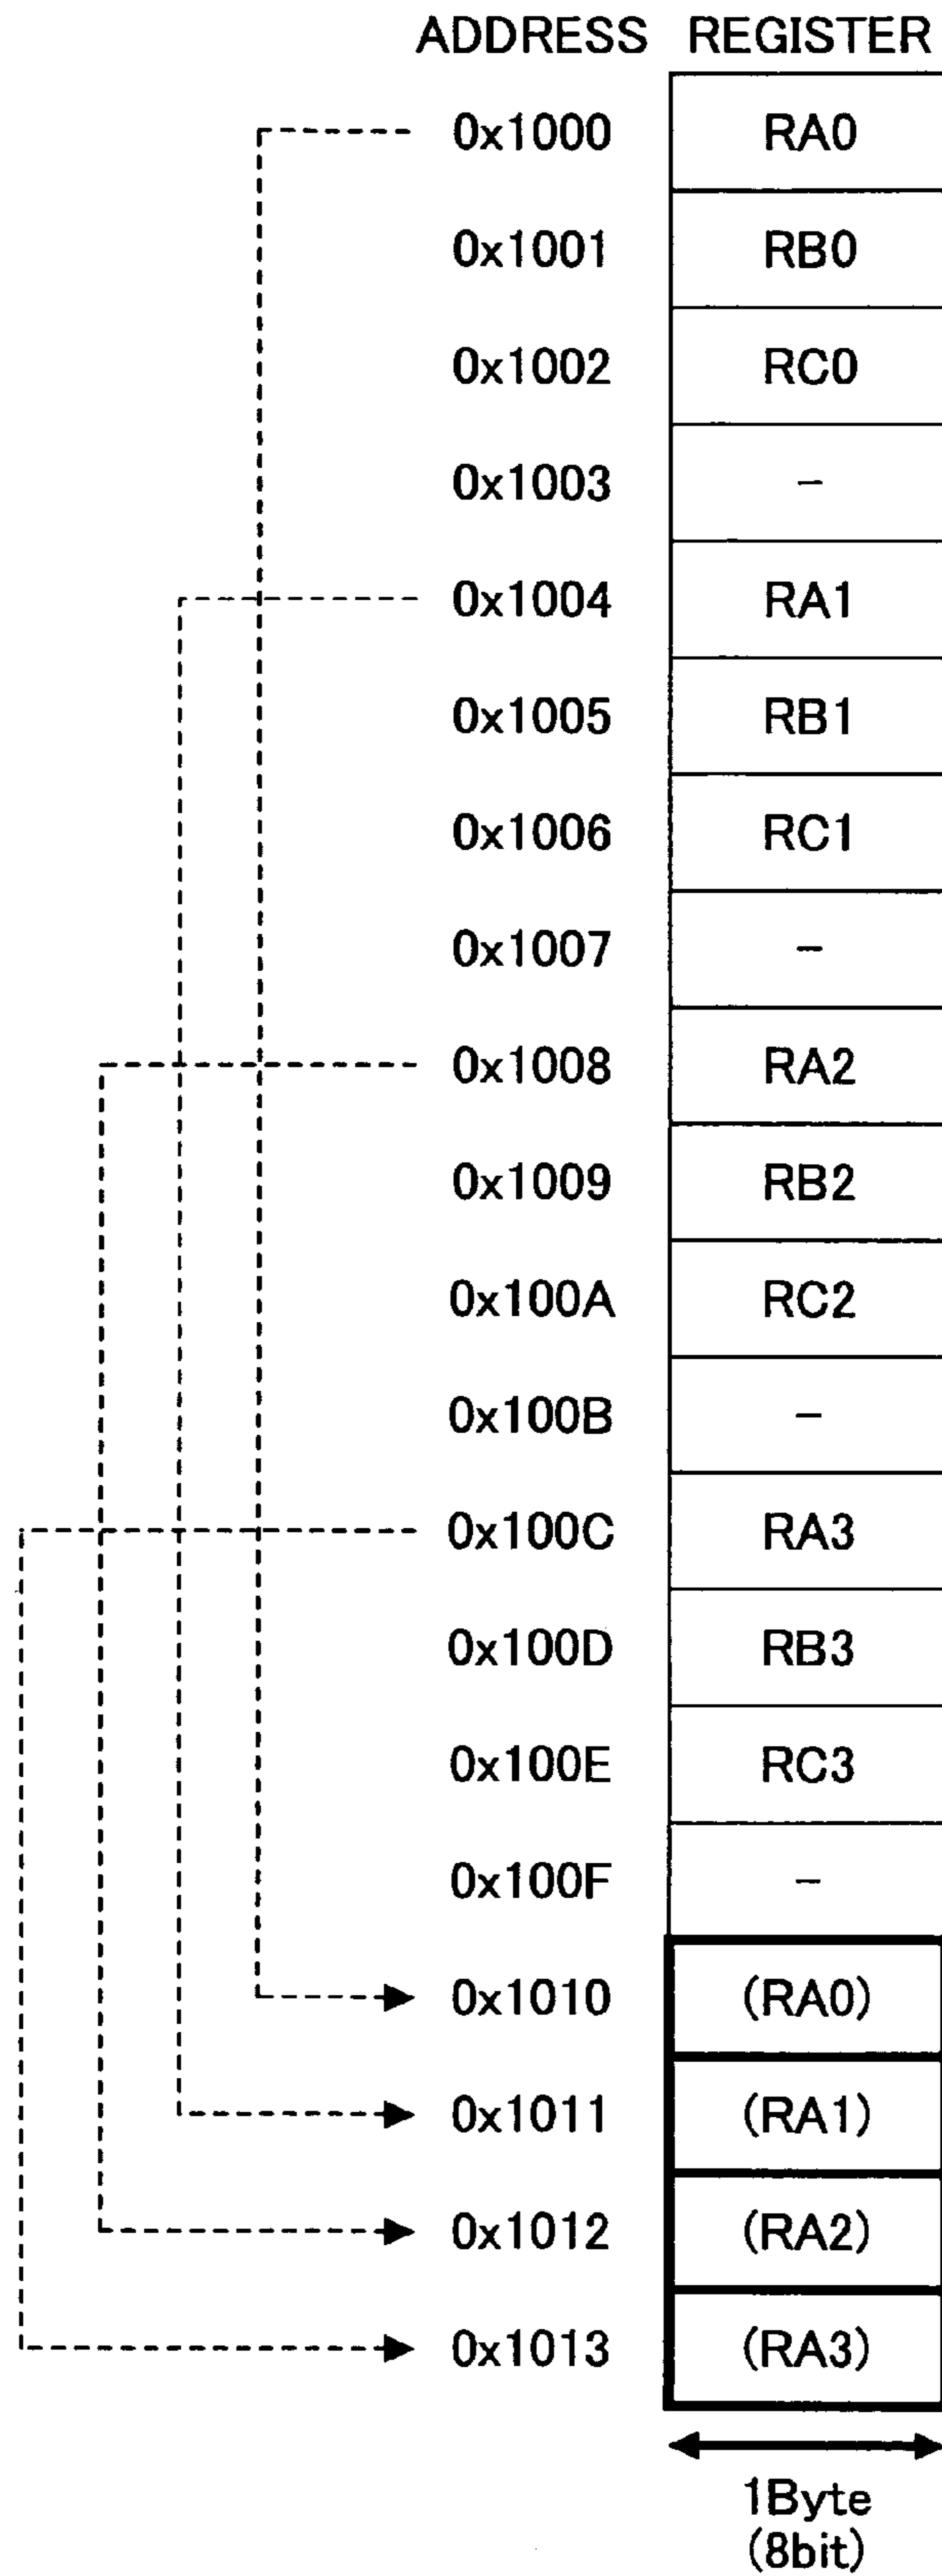 ADDRESS REGISTER
0x1000 RA0
0x1001 RB0
0x1002 RC0
0x1003 -
0x1004 RA1
0x1005 RB1
0x1006 RC1
0x1007 -
0x1008 RA2
0x1009 RB2
0x100A RC2
0x100B -
0x100C RA3
0x100D RB3
0x100E RC3
0x100F -
0x1010 (RA0)
0x1011 (RA1)
0x1012 (RA2)
0x1013 (RA3)
1Byte
(8bit)